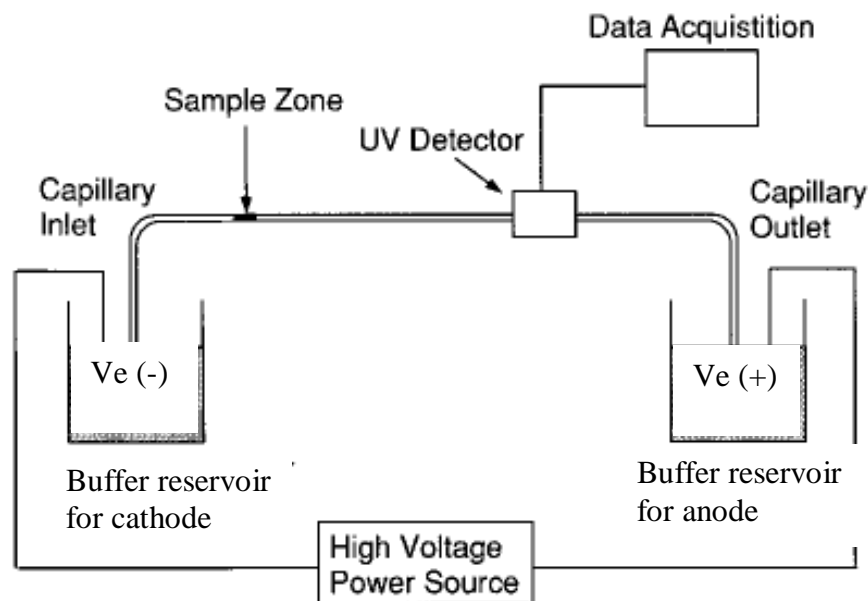 Data Acquistition
Sample Zone
UV Detector
Capillary
Inlet
Capillary
Outlet
Ve (-)
Ve (+)
Buffer reservoir
for cathode
Buffer reservoir
for anode
High Voltage
Power Source